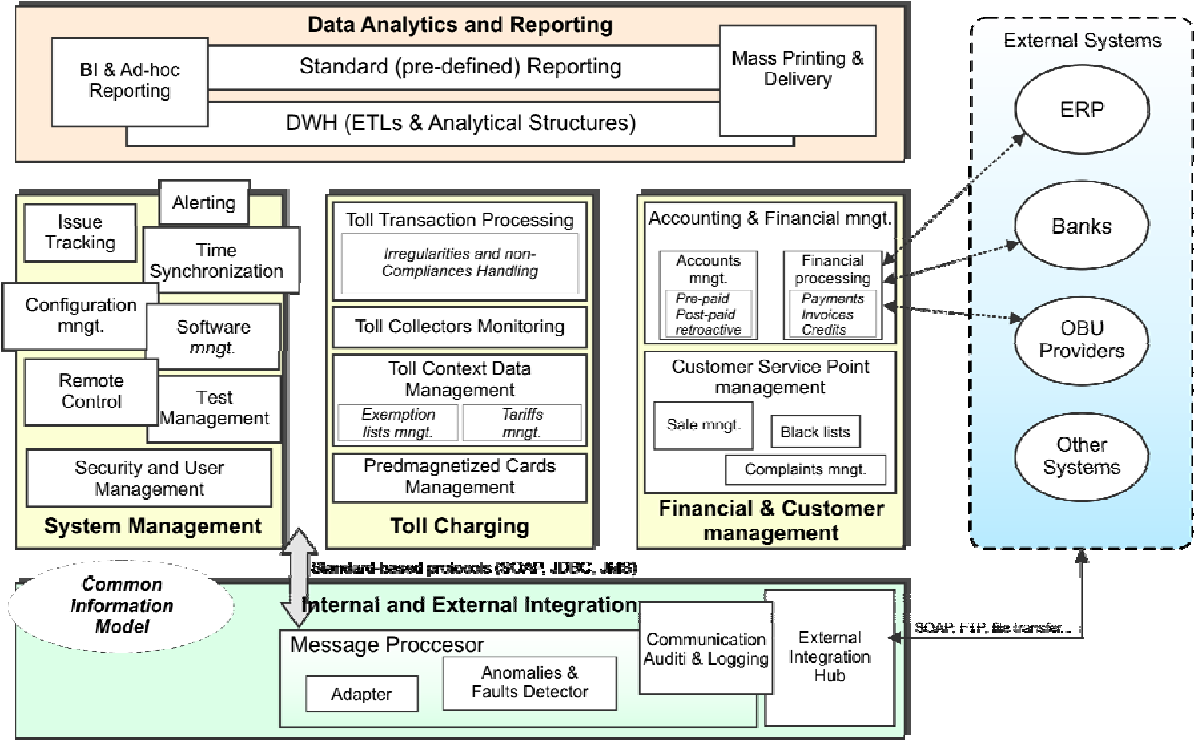 Data Analytics and Reporting
BI & Ad-hoc
Reporting
Standard (pre-defined) Reporting
DWH (ETLs & Analytical Structures)
Mass Printing &
Delivery
Issue
Tracking
Alerting
Time
Synchronization
Configuration
mngt.
Software
mngt.
Remote
Control
Test
Management
Security and User
Management
System Management
Toll Transaction Processing
Irregularities and non-
Compliances Handling
Toll Collectors Monitoring
Toll Context Data
Management
Exemption
lists mngt.
Tariffs
mngt.
Predmagnetized Cards
Management
Toll Charging
Accounting & Financial mngt.
Accounts
mngt.
Pre-paid
Post-paid
retroactive
Financial
processing
Payments
Invoices
Credits
Customer Service Point
management
Sale mngt.
Black lists
Complaints mngt.
Financial & Customer
management
External Systems
ERP
Banks
OBU
Providers
Other
Systems
Standard-based protocols (SOAP, JDBC, JMS)
Common
Information
Model
Internal and External Integration
Message Proccesor
Adapter
Anomalies &
Faults Detector
Communication
Auditi & Logging
External
Integration
Hub
SOAP, FTP, file transfer...